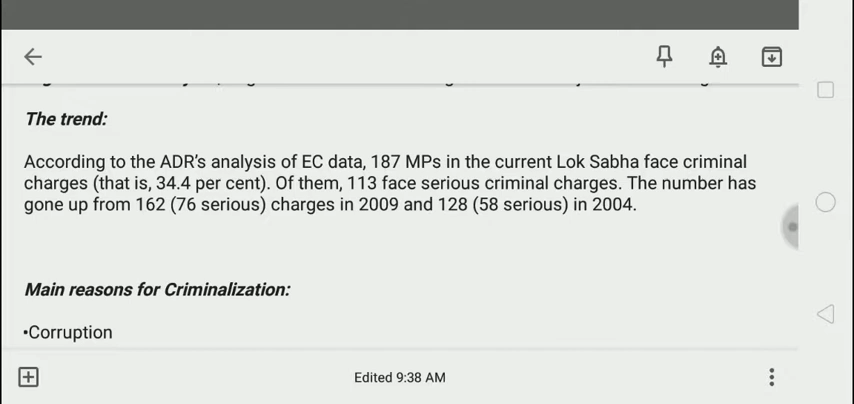 The trend:
According to the ADR's analysis of EC data, 187 MPs in the current Lok Sabha face criminal
charges (that is, 34.4 per cent). Of them, 113 face serious criminal charges. The number has
gone up from 162 (76 serious) charges in 2009 and 128 (58 serious) in 2004.
Main reasons for Criminalization:
•Corruption
Edited 9:38 AM